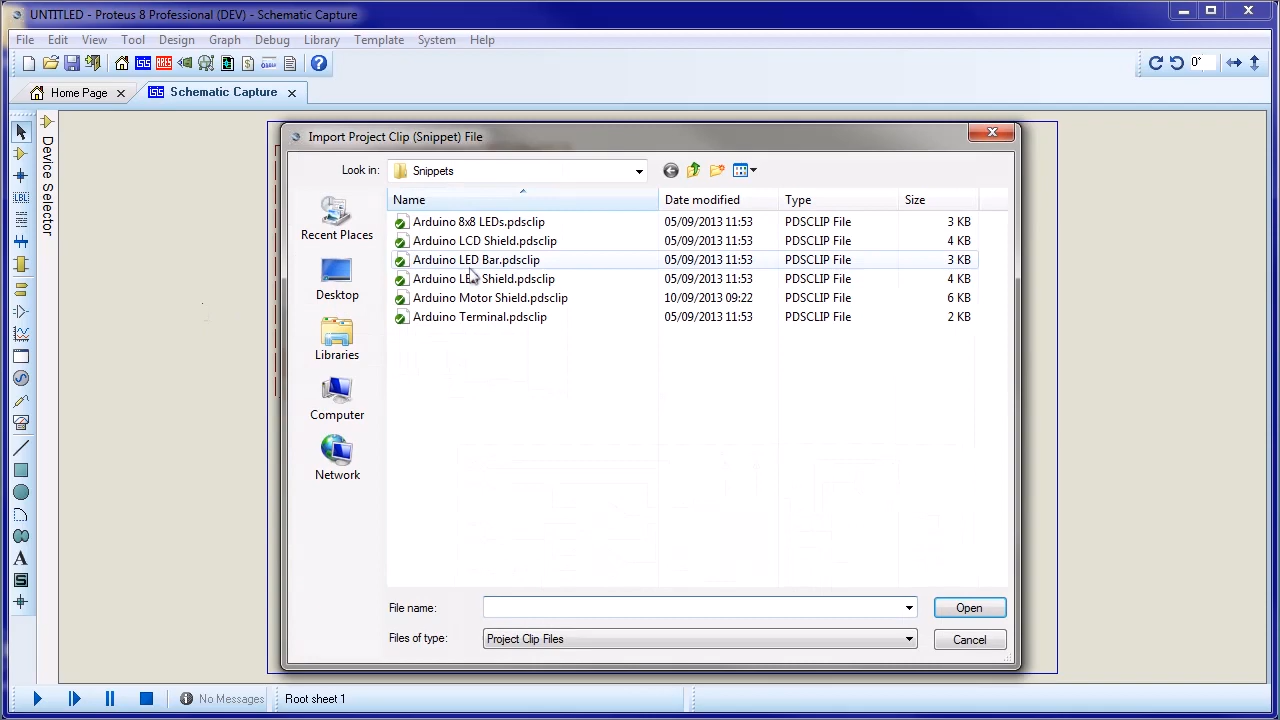 UNTITLED - Proteus 8 Professional (DEV) - Schematic Capture
File Edit View Tool Design Graph Debug Library Template System Help
0°
Home Page Schematic Capture
Device Selector
LBL
A
S
Import Project Clip (Snippet) File
Look in: Snippets
Name Date modified Type Size
Arduino 8x8 LEDs.pdsclip 05/09/2013 11:53 PDSCLIP File 3 KB
Arduino LCD Shield.pdsclip 05/09/2013 11:53 PDSCLIP File 4 KB
Arduino LED Bar.pdsclip 05/09/2013 11:53 PDSCLIP File 3 KB
Arduino LED Shield.pdsclip 05/09/2013 11:53 PDSCLIP File 4 KB
Arduino Motor Shield.pdsclip 10/09/2013 09:22 PDSCLIP File 6 KB
Arduino Terminal.pdsclip 05/09/2013 11:53 PDSCLIP File 2 KB
Recent Places
Desktop
Libraries
Computer
Network
File name: Open
Files of type: Project Clip Files Cancel
No Messages Root sheet 1